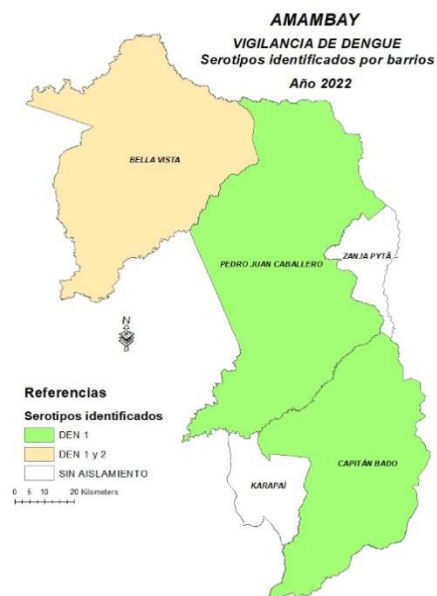 AMAMBAY
VIGILANCIA DE DENGUE
Serotipos identificados por barrios
Año 2022
BELLA VISTA
ZANJA PYTÃ
PEDRO JUAN CABALLERO
N
Referencias
Serotipos identificados
DEN 1
DEN 1 y 2
SIN AISLAMIENTO
0 5 10 20 Kilometers
CAPITÁN BADO
KARAPAÍ